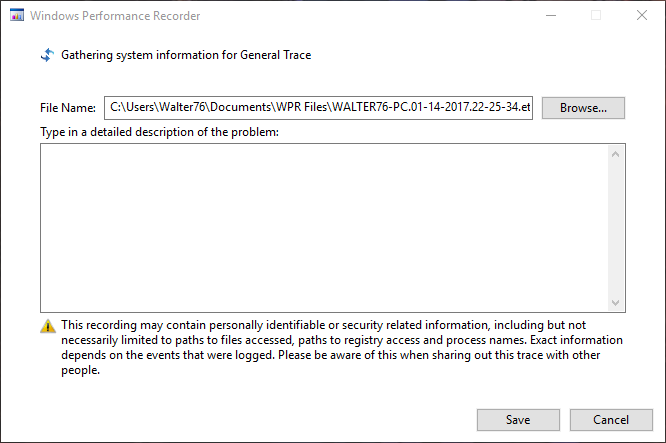 Windows Performance Recorder
Gathering system information for General Trace
File Name: C:\Users\Walter76\Documents\WPR Files\WALTER76-PC.01-14-2017.22-25-34.et Browse...
Type in a detailed description of the problem:
This recording may contain personally identifiable or security related information, including but not
necessarily limited to paths to files accessed, paths to registry access and process names. Exact information
depends on the events that were logged. Please be aware of this when sharing out this trace with other
people.
Save Cancel